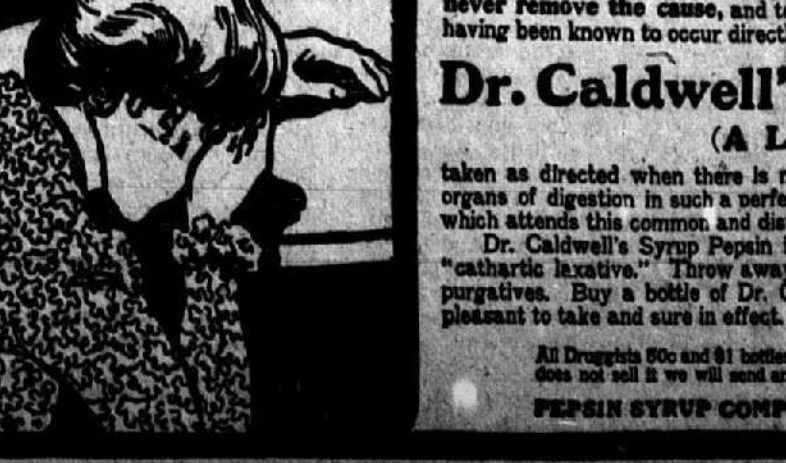 never remove the cause, and t
having been known to occur direct
Dr. Caldwell'
(A L
taken as directed when there is
organs of digestion in such a perfe
which attends this common and dis
Dr. Caldwell's Syrup Pepsin i
"cathartic laxative." Throw away
purgatives. Buy a bottle of Dr. C
pleasant to take and sure in effect.
All Druggists 50c and $1 bottles
does not sell it we will send a
PEPSIN SYRUP COMP